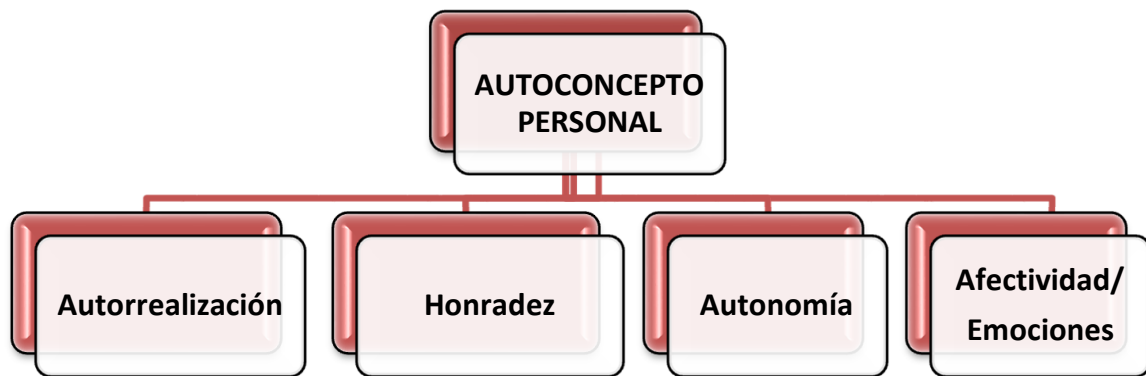 AUTOCONCEPTO
PERSONAL
Autorrealización
Honradez
Autonomía
Afectividad/
Emociones